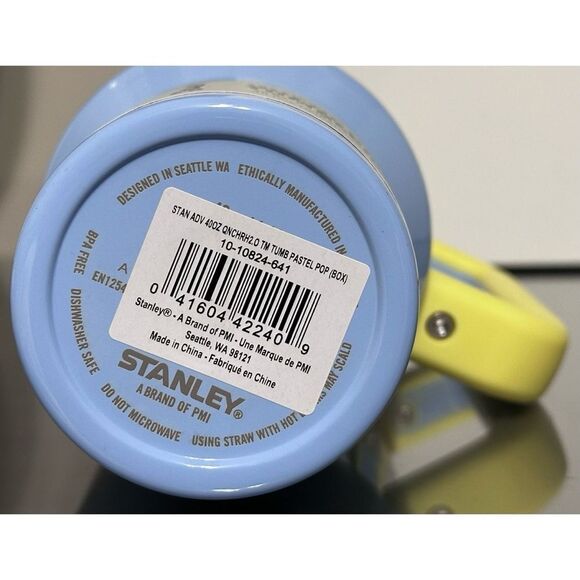 DESIGNED IN SEATTLE WA
ETHICALLY MANUFACTURED IN
STAN ADV 40OZ QNCHRH2.O TM TUMB PASTEL POP (BOX)
10-10824-641
0 41604 42240 9
Stanley® - A Brand of PMI - Une Marque de PMI
Seattle, WA 98121
Made in China - Fabriqué en Chine
BPA FREE
DISHWASHER SAFE
DO NOT MICROWAVE
USING STRAW WITH HOT
MAY SCALD
A
EN1254
STANLEY®
A BRAND OF PMI